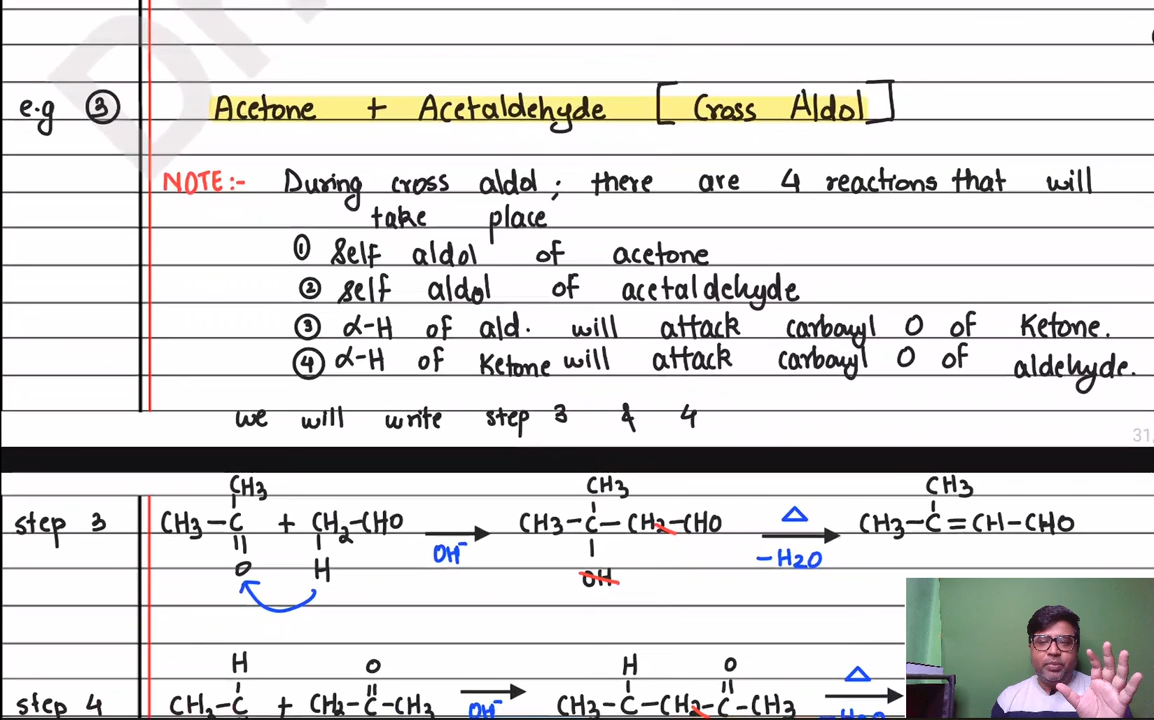 e.g ③ Acetone + Acetaldehyde [Cross Aldol]
NOTE:- During cross aldol ; there are 4 reactions that will
take place
① self aldol of acetone
② self aldol of acetaldehyde
③ α-H of ald. will attack carbonyl O of Ketone.
④ α-H of Ketone will attack carbonyl O of aldehyde.
we will write step 3 & 4
31,
CH3 CH3 CH3
step 3 CH3-C + CH2-CHO CH3-C-CH2-CHO Δ CH3-C=CH-CHO
OH⁻ -H2O
O H OH
H O H O Δ
step 4 CH3-C + CH2-C-CH3 OH⁻ CH3-C-CH2-C-CH3 -H2O